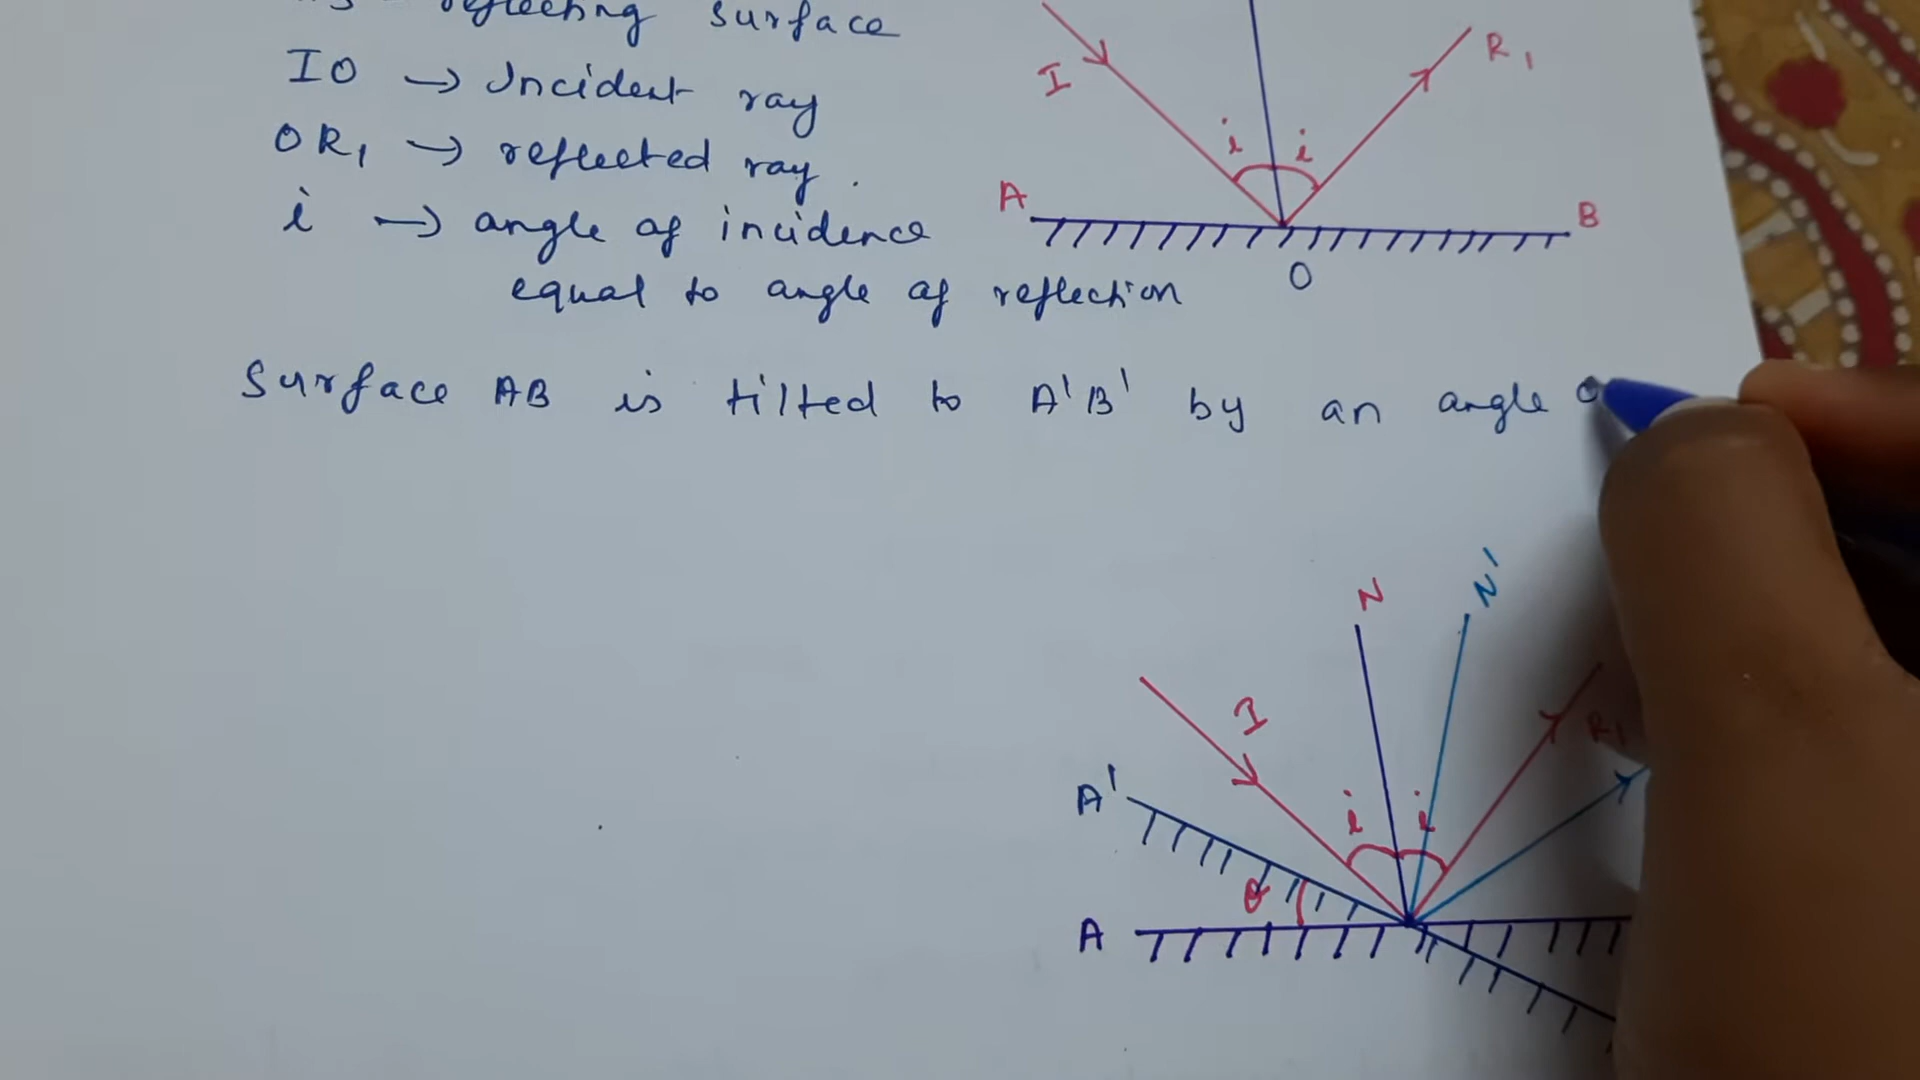 reflecting surface
IO → Incident ray
OR₁ → reflected ray.
i → angle of incidence
equal to angle of reflection
I
R₁
i i
A
B
O
Surface AB is tilted to A'B' by an angle
N
N'
I
R₁
i i
A'
θ
A